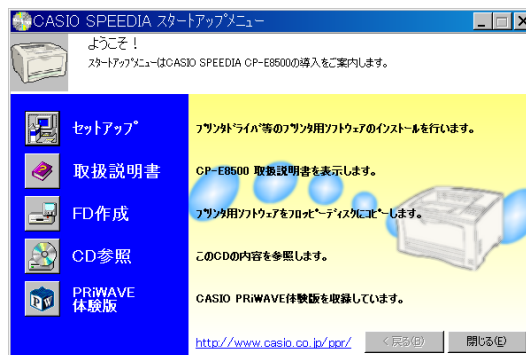 CASIO SPEEDIA スタートアップメニュー
ようこそ！
スタートアップメニューはCASIO SPEEDIA CP-E8500の導入をご案内します。
セットアップ
プリンタドライバ等のプリンタ用ソフトウェアのインストールを行います。
取扱説明書
CP-E8500 取扱説明書を表示します。
FD作成
プリンタ用ソフトウェアをフロッピーディスクにコピーします。
CD参照
このCDの内容を参照します。
PRiWAVE
体験版
CASIO PRiWAVE体験版を収録しています。
http://www.casio.co.jp/ppr/
< 戻る(B)
閉じる(E)